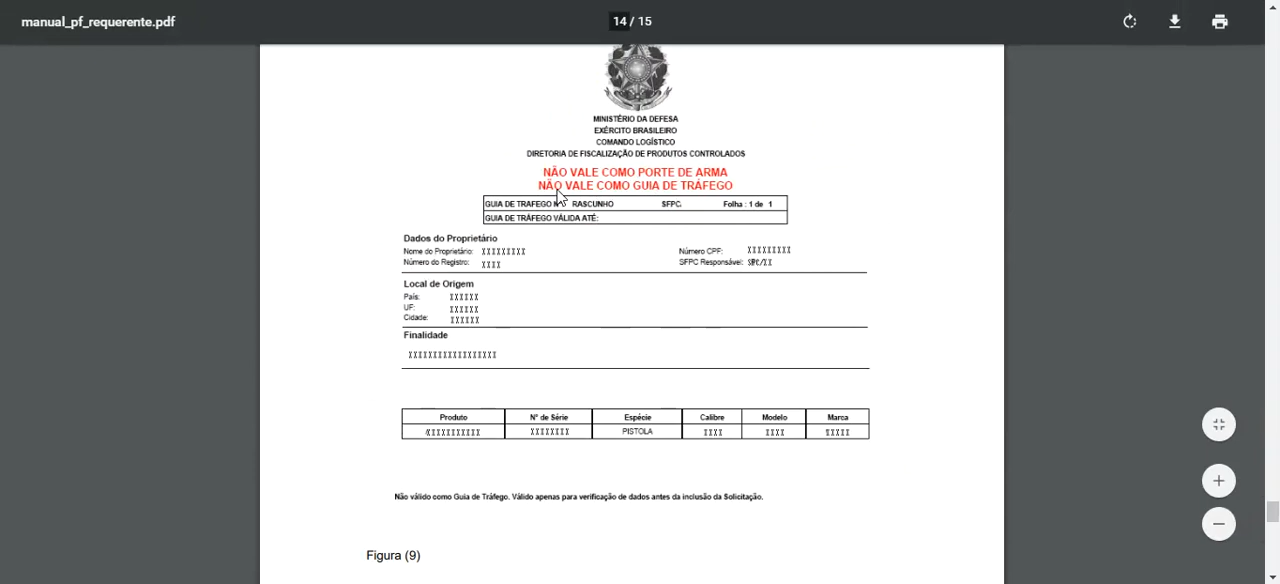 manual_pf_requerente.pdf
14 / 15
MINISTÉRIO DA DEFESA
EXÉRCITO BRASILEIRO
COMANDO LOGÍSTICO
DIRETORIA DE FISCALIZAÇÃO DE PRODUTOS CONTROLADOS
NÃO VALE COMO PORTE DE ARMA
NÃO VALE COMO GUIA DE TRÁFEGO
GUIA DE TRAFEGO RASCUNHO SFPC Folha : 1 de 1
GUIA DE TRÁFEGO VÁLIDA ATÉ:
Dados do Proprietário
Nome do Proprietário: XXXXXXXXX Número CPF: XXXXXXXXX
Número do Registro: XXXX SFPC Responsável: SPC/XX
Local de Origem
País: XXXXXX
UF: XXXXXX
Cidade: XXXXXX
Finalidade
XXXXXXXXXXXXXXXXXX
Produto Nº de Série Espécie Calibre Modelo Marca
XXXXXXXXXXX XXXXXXXX PISTOLA XXXX XXXX XXXXX
Não válido como Guia de Tráfego. Válido apenas para verificação de dados antes da inclusão da Solicitação.
Figura (9)